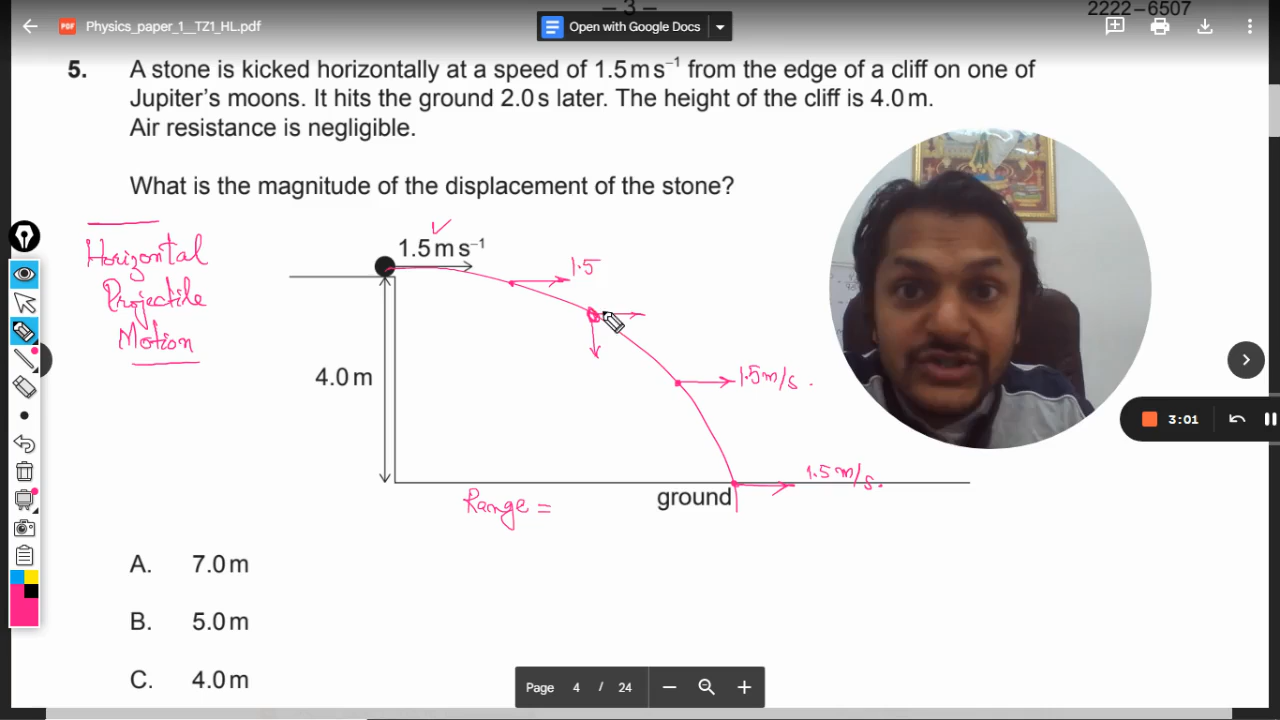 – 3 –
2222 – 6507
Physics_paper_1__TZ1_HL.pdf
Open with Google Docs
5. A stone is kicked horizontally at a speed of 1.5 m s⁻¹ from the edge of a cliff on one of
Jupiter's moons. It hits the ground 2.0 s later. The height of the cliff is 4.0 m.
Air resistance is negligible.
What is the magnitude of the displacement of the stone?
Horizontal
Projectile
Motion
1.5 m s⁻¹
1.5
4.0 m
1.5 m/s.
1.5 m/s.
Range =
ground
A. 7.0 m
B. 5.0 m
C. 4.0 m
Page 4 / 24
3:01